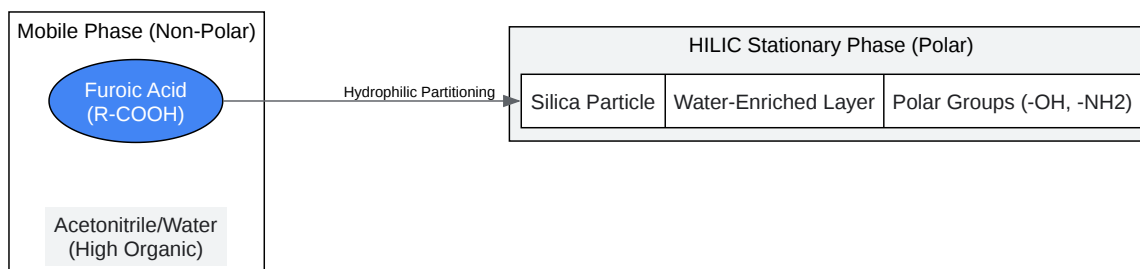 Mobile Phase (Non-Polar)
Furoic Acid
(R-COOH)
Acetonitrile/Water
(High Organic)
Hydrophilic Partitioning
HILIC Stationary Phase (Polar)
Silica Particle
Water-Enriched Layer
Polar Groups (-OH, -NH2)